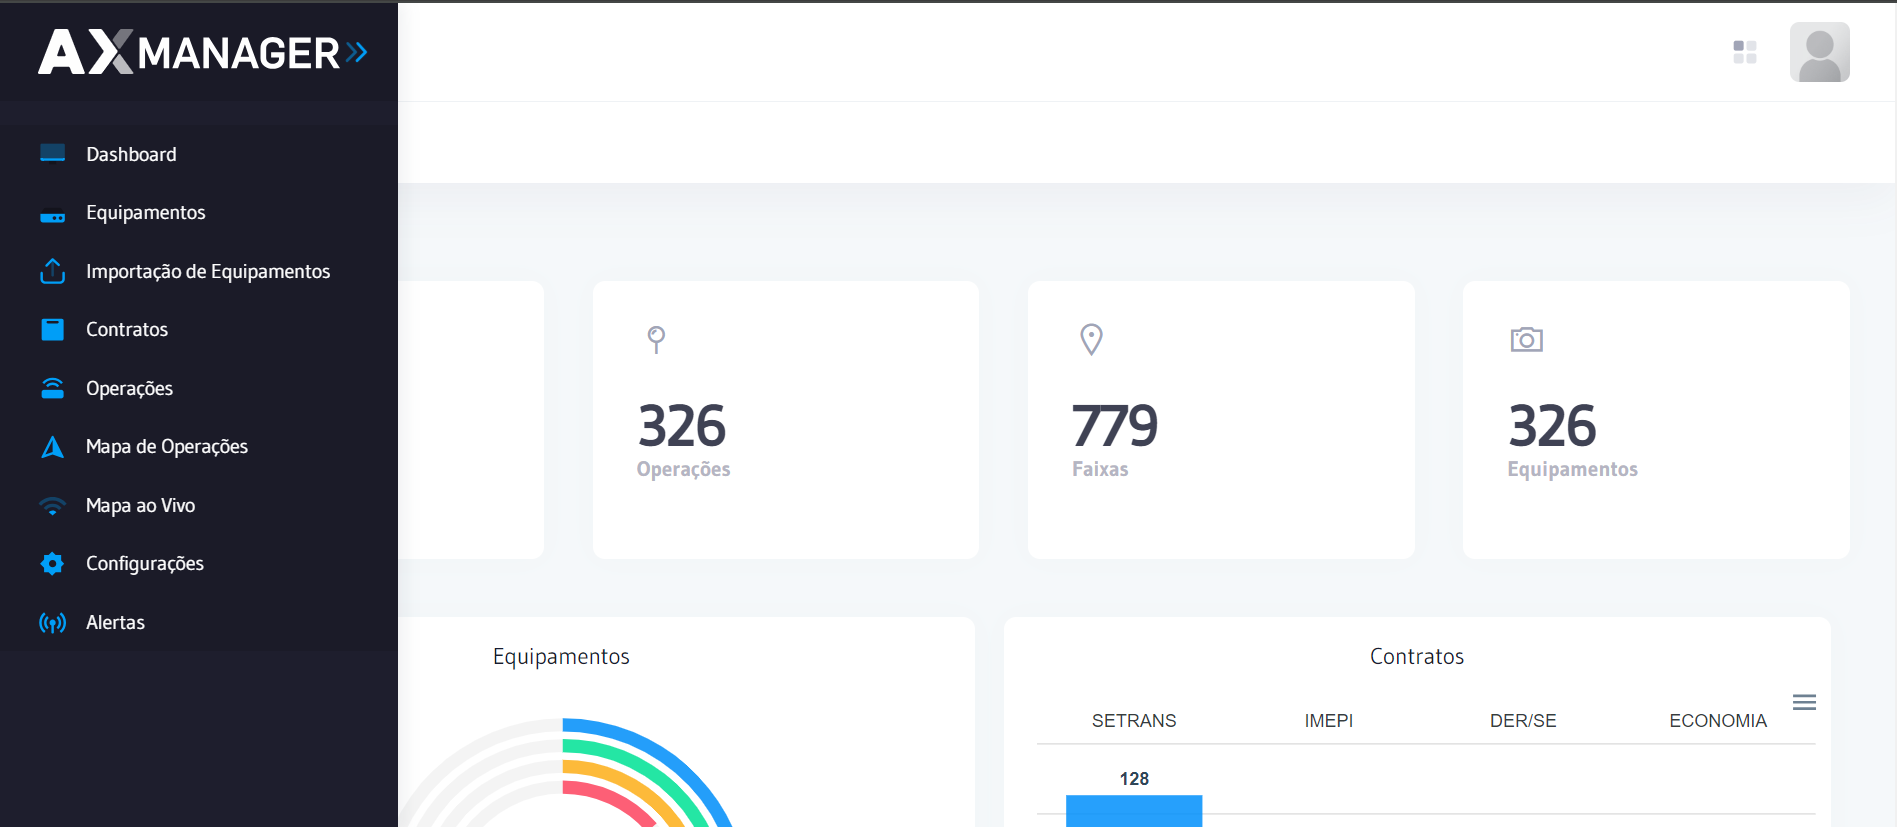 AXMANAGER
Dashboard
Equipamentos
Importação de Equipamentos
Contratos
Operações
Mapa de Operações
Mapa ao Vivo
Configurações
Alertas
326
Operações
779
Faixas
326
Equipamentos
Equipamentos
Contratos
SETRANS IMEPI DER/SE ECONOMIA
128